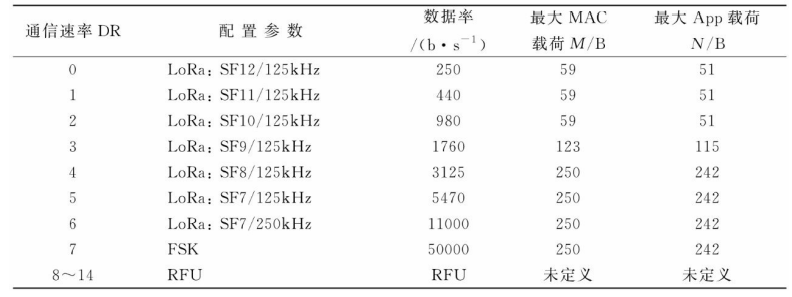 通信速率 DR 配 置 参 数 数据率 /(b·s⁻¹) 最大 MAC 载荷 M/B 最大 App 载荷 N/B
0 LoRa: SF12/125kHz 250 59 51
1 LoRa: SF11/125kHz 440 59 51
2 LoRa: SF10/125kHz 980 59 51
3 LoRa: SF9/125kHz 1760 123 115
4 LoRa: SF8/125kHz 3125 250 242
5 LoRa: SF7/125kHz 5470 250 242
6 LoRa: SF7/250kHz 11000 250 242
7 FSK 50000 250 242
8～14 RFU RFU 未定义 未定义